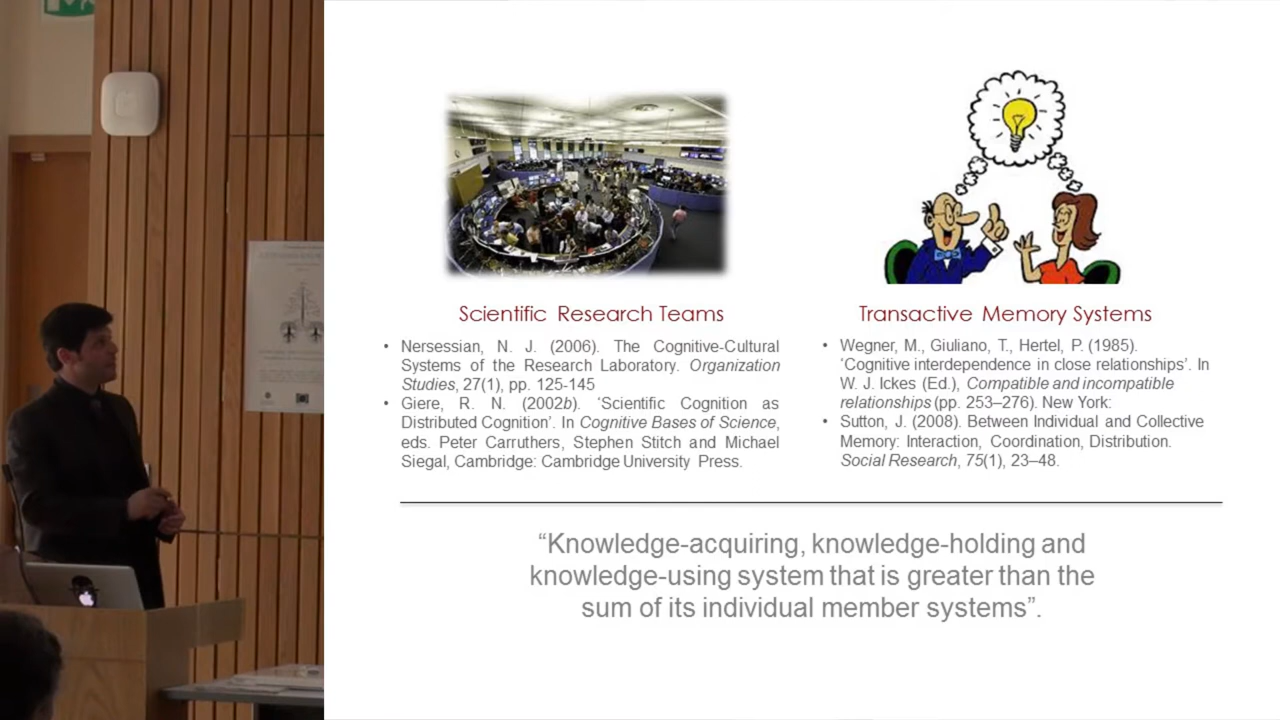 Scientific Research Teams
• Nersessian, N. J. (2006). The Cognitive-Cultural
Systems of the Research Laboratory. Organization
Studies, 27(1), pp. 125-145
• Giere, R. N. (2002b). ‘Scientific Cognition as
Distributed Cognition’. In Cognitive Bases of Science,
eds. Peter Carruthers, Stephen Stitch and Michael
Siegal, Cambridge: Cambridge University Press.
Transactive Memory Systems
• Wegner, M., Giuliano, T., Hertel, P. (1985).
‘Cognitive interdependence in close relationships’. In
W. J. Ickes (Ed.), Compatible and incompatible
relationships (pp. 253–276). New York:
• Sutton, J. (2008). Between Individual and Collective
Memory: Interaction, Coordination, Distribution.
Social Research, 75(1), 23–48.
“Knowledge-acquiring, knowledge-holding and
knowledge-using system that is greater than the
sum of its individual member systems”.